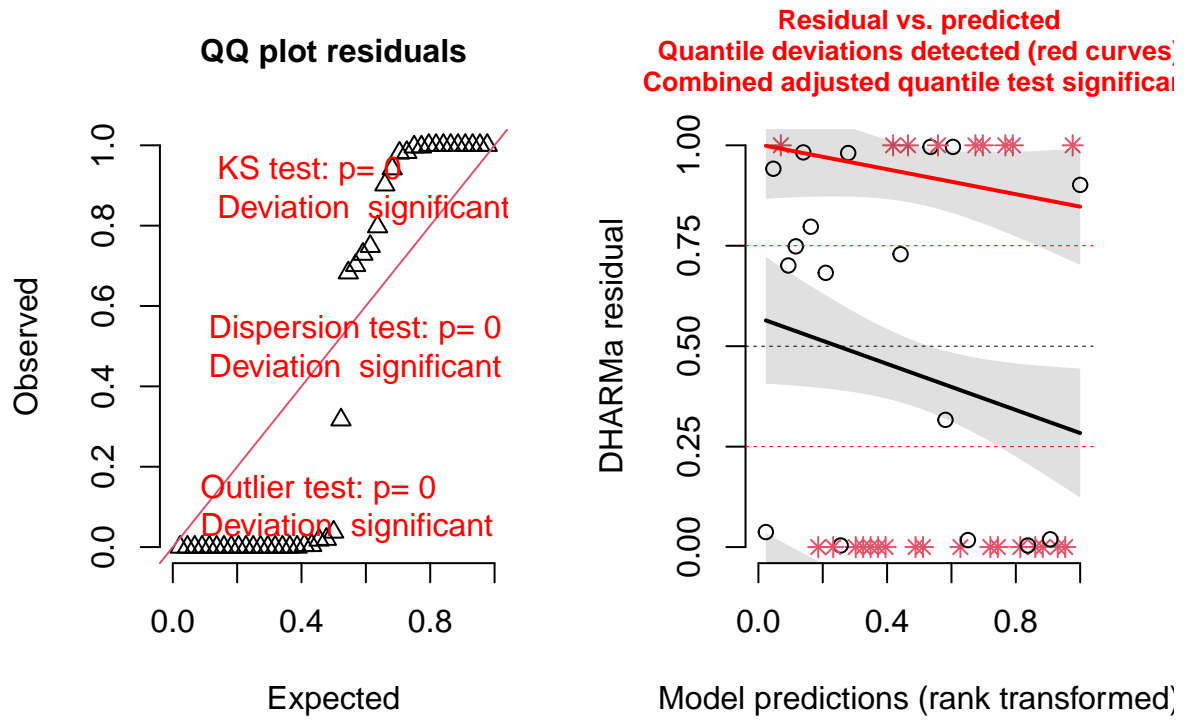 QQ plot residuals
Observed
1.0
0.8
0.6
0.4
0.2
0.0
KS test: p= 0
Deviation significant
Dispersion test: p= 0
Deviation significant
Outlier test: p= 0
Deviation significant
0.0 0.4 0.8
Expected
Residual vs. predicted
Quantile deviations detected (red curves)
Combined adjusted quantile test significan
DHARMa residual
1.00
0.75
0.50
0.25
0.00
0.0 0.4 0.8
Model predictions (rank transformed)